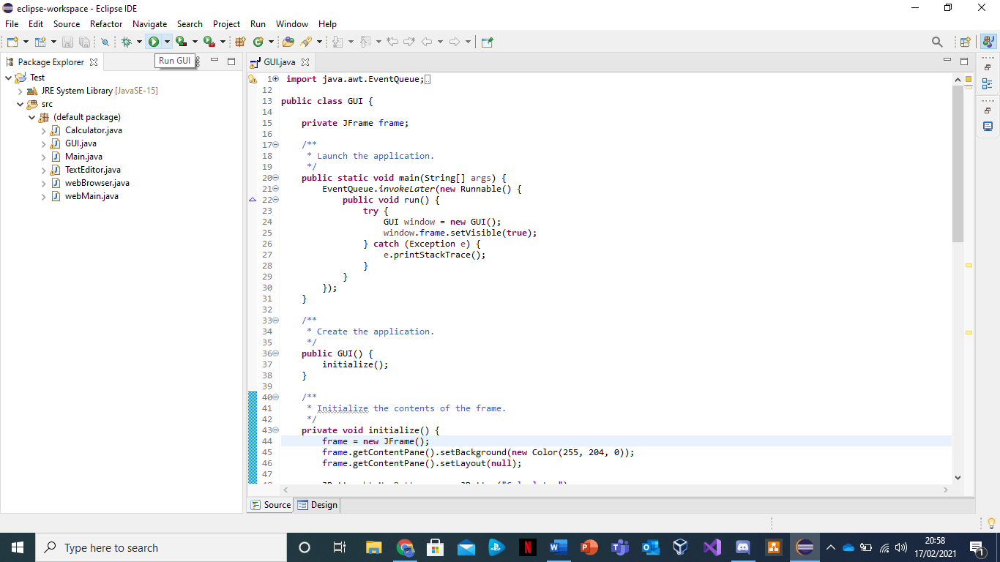 eclipse-workspace - Eclipse IDE
File Edit Source Refactor Navigate Search Project Run Window Help
Package Explorer
Run GUI
GUI.java
Test
JRE System Library [JavaSE-15]
src
(default package)
Calculator.java
GUI.java
Main.java
TextEditor.java
webBrowser.java
webMain.java
1 import java.awt.EventQueue;
12
13 public class GUI {
14
15 private JFrame frame;
16
17 /**
18 * Launch the application.
19 */
20 public static void main(String[] args) {
21 EventQueue.invokeLater(new Runnable() {
22 public void run() {
23 try {
24 GUI window = new GUI();
25 window.frame.setVisible(true);
26 } catch (Exception e) {
27 e.printStackTrace();
28 }
29 }
30 });
31 }
32
33 /**
34 * Create the application.
35 */
36 public GUI() {
37 initialize();
38 }
39
40 /**
41 * Initialize the contents of the frame.
42 */
43 private void initialize() {
44 frame = new JFrame();
45 frame.getContentPane().setBackground(new Color(255, 204, 0));
46 frame.getContentPane().setLayout(null);
47
Source Design
Type here to search
20:58
17/02/2021
1